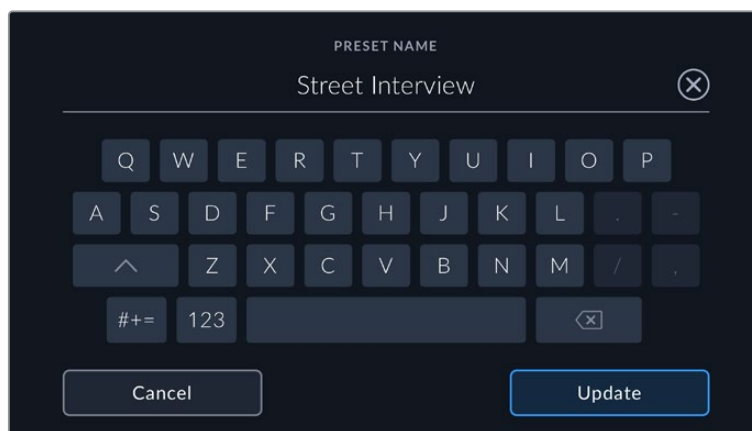 PRESET NAME
Street Interview
Q W E R T Y U I O P
A S D F G H J K L . -
Z X C V B N M / ,
#+= 123
Cancel Update